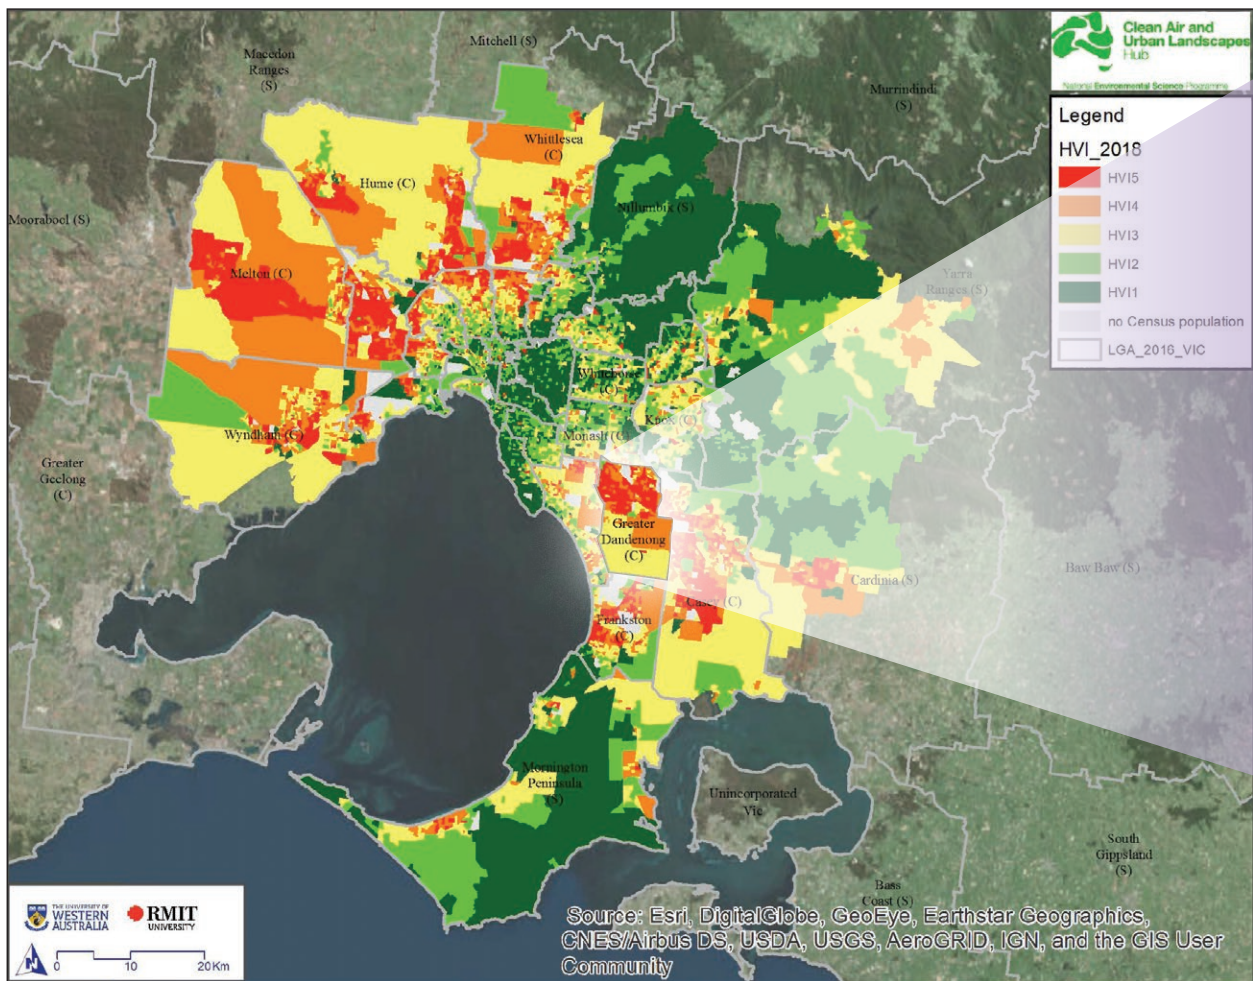 Clean Air and
Urban Landscapes
Hub
National Environmental Science Programme
Legend
HVI_2018
HVI5
HVI4
HVI3
HVI2
HVI1
no Census population
LGA_2016_VIC
Mitchell (S)
Macedon
Ranges
(S)
Murrindindi
(S)
Whittlesea
(C)
Hume (C)
Nillumbik (S)
Moorabool (S)
Melton (C)
Yarra
Ranges (S)
Whitehorse
(C)
Knox (C)
Monash (C)
Wyndham (C)
Greater
Geelong
(C)
Greater
Dandenong
(C)
Cardinia (S)
Baw Baw (S)
Casey (C)
Frankston
(C)
Mornington
Peninsula
(S)
Unincorporated
Vic
South
Gippsland
(S)
Bass
Coast (S)
THE UNIVERSITY OF
WESTERN
AUSTRALIA
RMIT
UNIVERSITY
N
0 10 20Km
Source: Esri, DigitalGlobe, GeoEye, Earthstar Geographics,
CNES/Airbus DS, USDA, USGS, AeroGRID, IGN, and the GIS User
Community